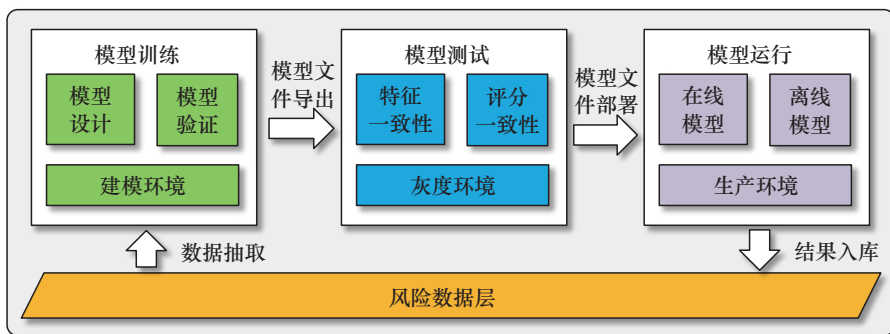 模型训练
模型
设计
模型
验证
建模环境
模型文
件导出
模型测试
特征
一致性
评分
一致性
灰度环境
模型文
件部署
模型运行
在线
模型
离线
模型
生产环境
数据抽取
结果入库
风险数据层